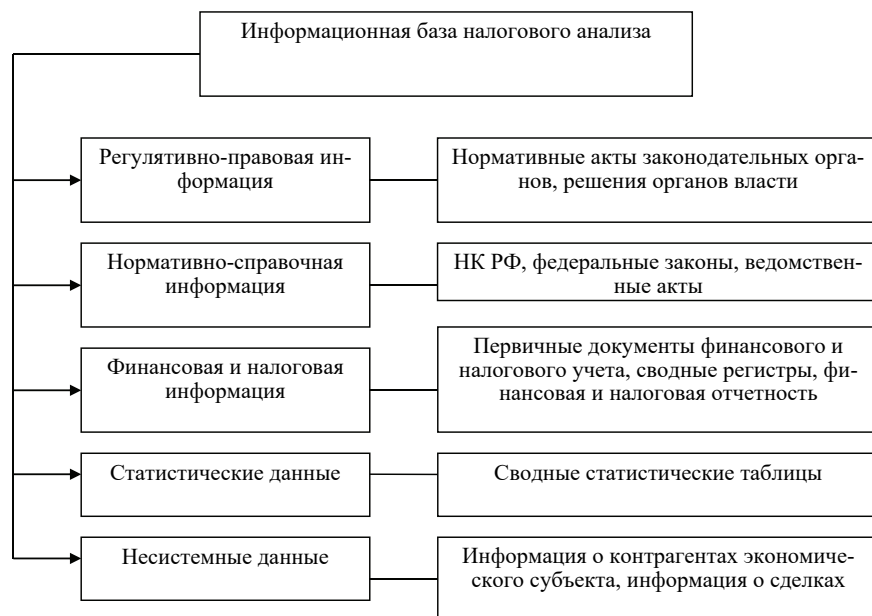 Информационная база налогового анализа
Регулятивно-правовая ин-
формация
Нормативные акты законодательных орга-
нов, решения органов власти
Нормативно-справочная
информация
НК РФ, федеральные законы, ведомствен-
ные акты
Финансовая и налоговая
информация
Первичные документы финансового и
налогового учета, сводные регистры, фи-
нансовая и налоговая отчетность
Статистические данные
Сводные статистические таблицы
Несистемные данные
Информация о контрагентах экономиче-
ского субъекта, информация о сделках